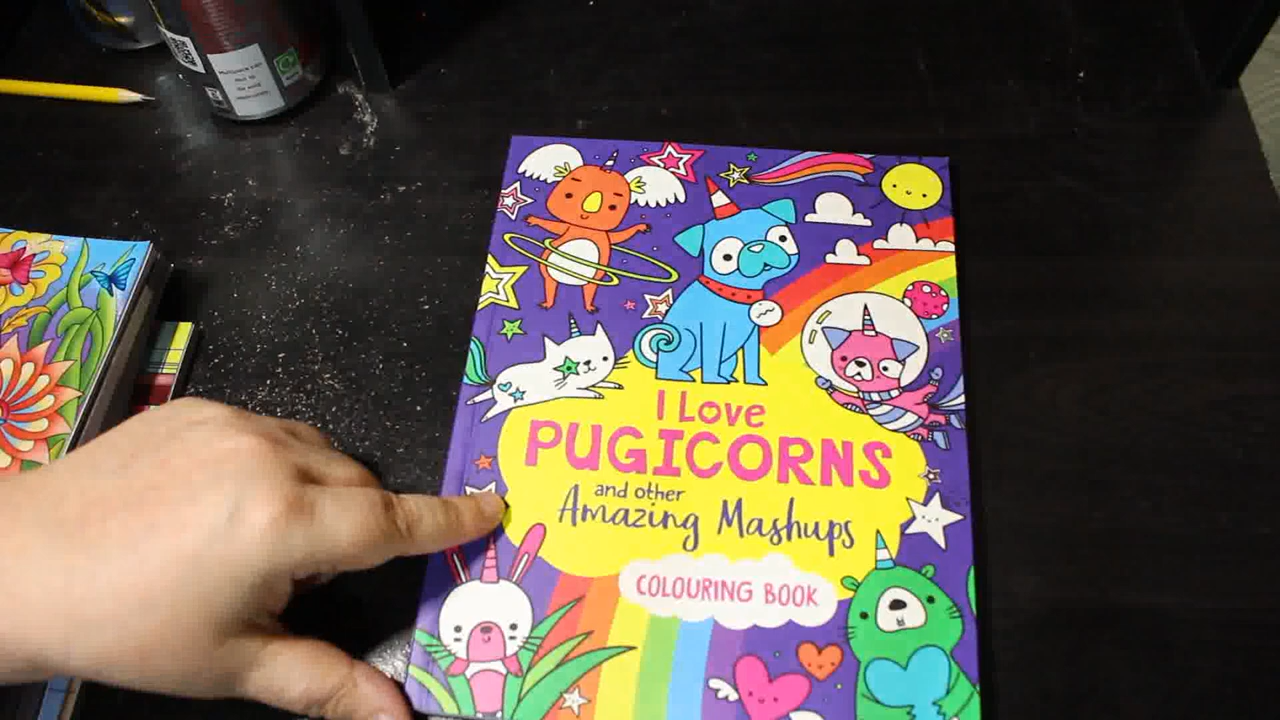 I Love
PUGICORNS
and other
Amazing Mashups
COLOURING BOOK